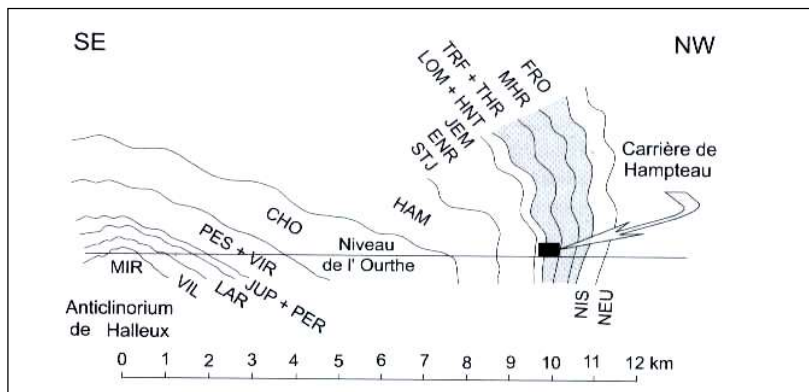 SE
NW
FRO
MHR
TRF + THR
LOM + HNT
JEM
ENR
STJ
Carrière de
Hampteau
HAM
CHO
PES + VIR
Niveau
de l' Ourthe
MIR
VIL
LAR
JUP + PER
NIS
NEU
Anticlinorium
de Halleux
0 1 2 3 4 5 6 7 8 9 10 11 12 km